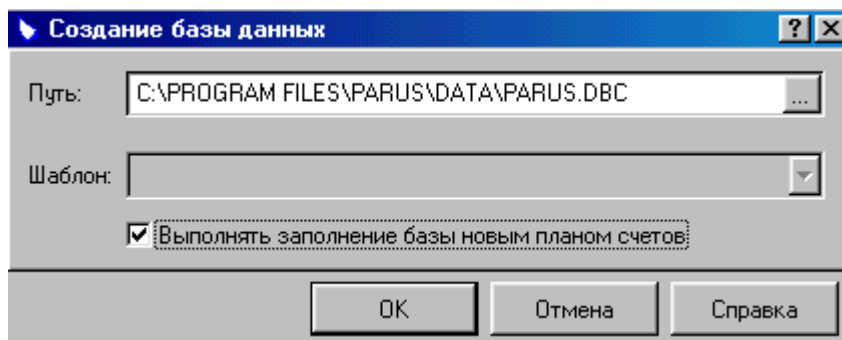 Создание базы данных
Путь: C:\PROGRAM FILES\PARUS\DATA\PARUS.DBC ...
Шаблон:
Выполнять заполнение базы новым планом счетов
OK Отмена Справка